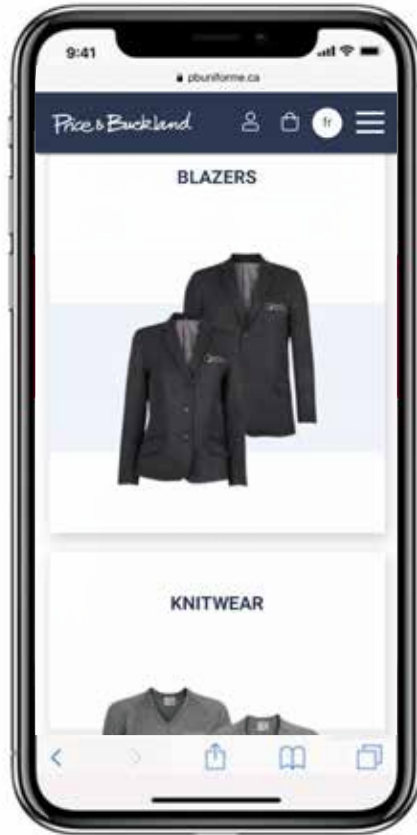 9:41
pbuniforme.ca
Price & Buckland
fr
BLAZERS
KNITWEAR